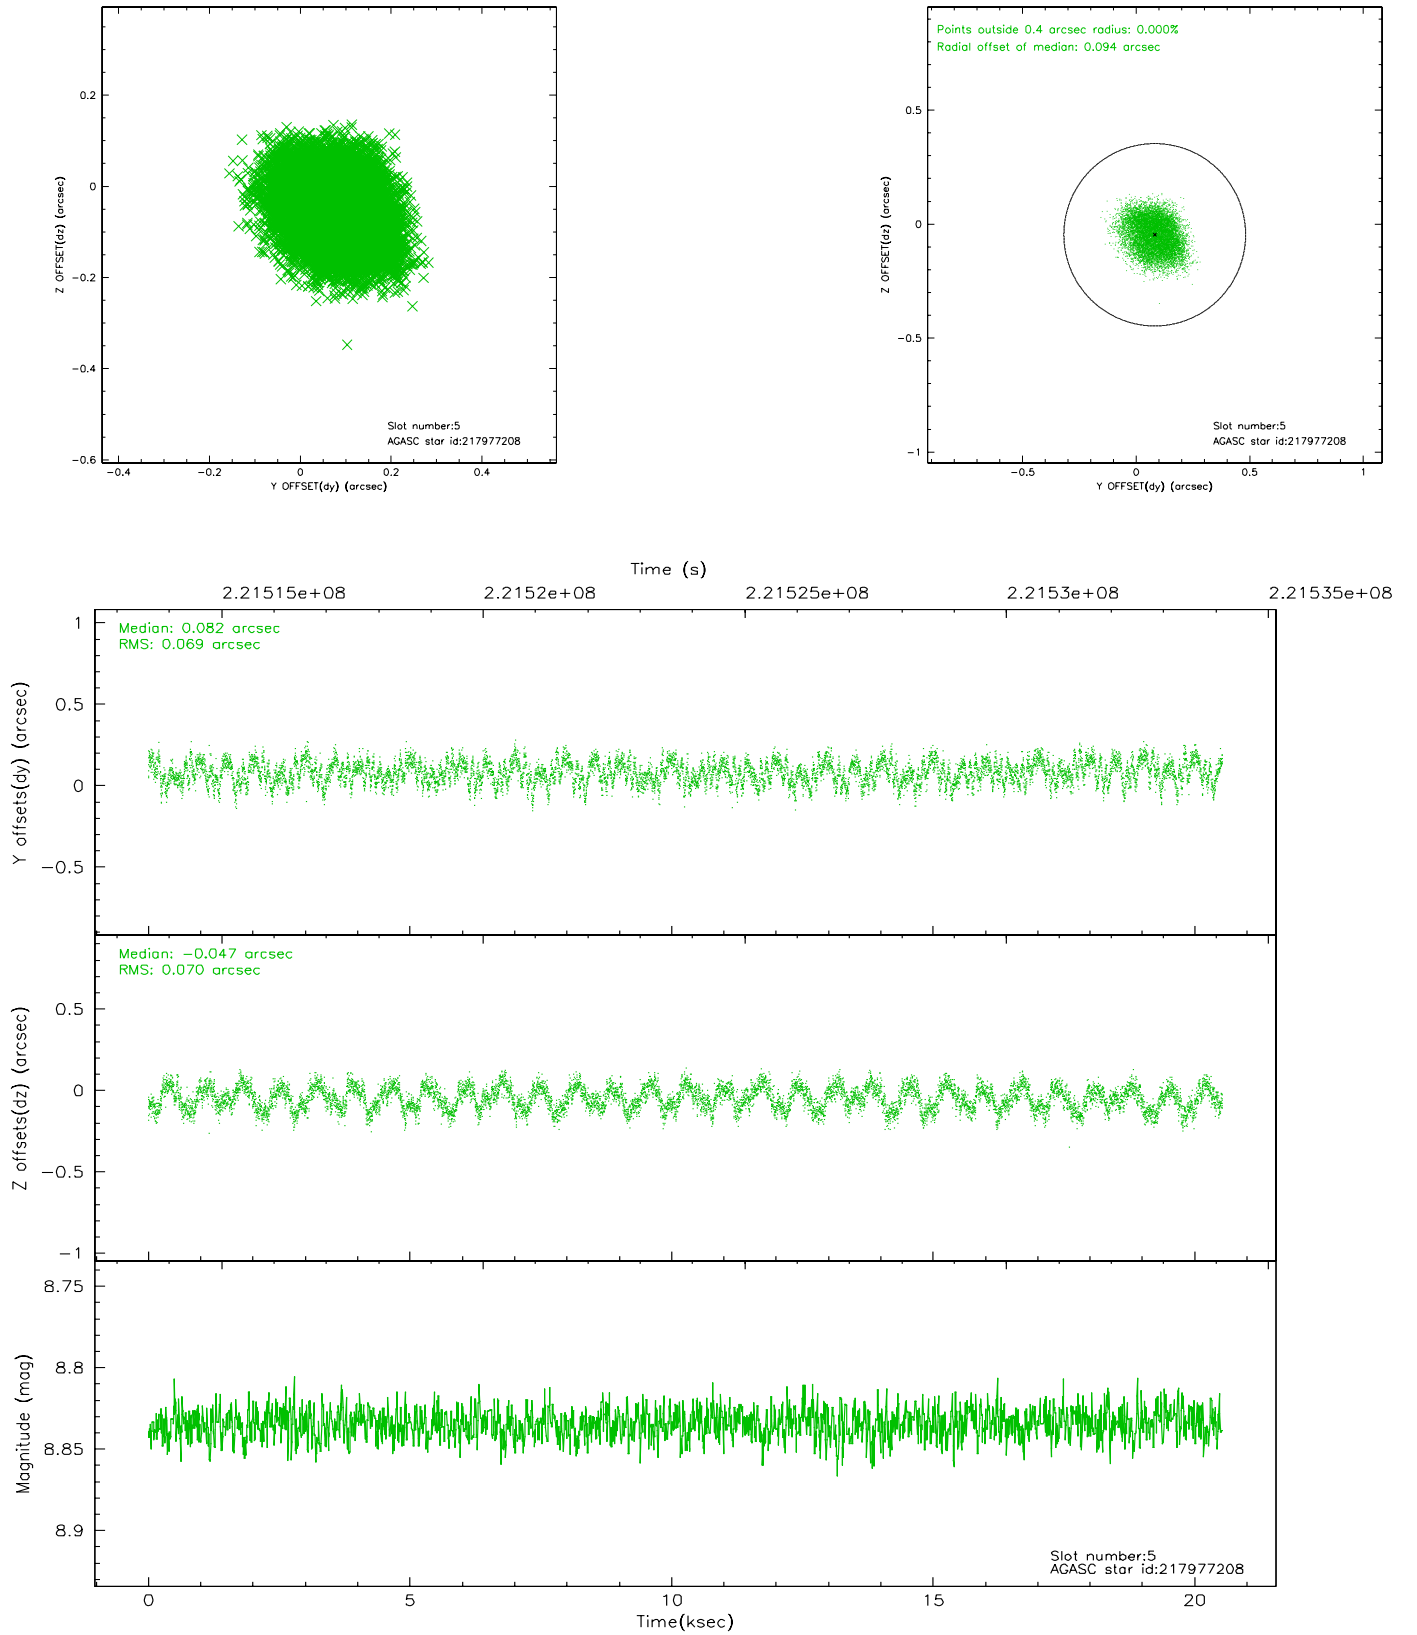 0.2
0
-0.2
-0.4
-0.6
-0.4
-0.2
0
0.2
0.4
Z OFFSET(dz) (arcsec)
Y OFFSET(dy) (arcsec)
Slot number:5
AGASC star id:217977208
Points outside 0.4 arcsec radius: 0.000%
Radial offset of median: 0.094 arcsec
0.5
0
-0.5
-1
-0.5
0
0.5
1
Z OFFSET(dz) (arcsec)
Y OFFSET(dy) (arcsec)
Slot number:5
AGASC star id:217977208
Time (s)
2.21515e+08
2.2152e+08
2.21525e+08
2.2153e+08
2.21535e+08
Median: 0.082 arcsec
RMS: 0.069 arcsec
1
0.5
0
-0.5
Y offsets(dy) (arcsec)
Median: -0.047 arcsec
RMS: 0.070 arcsec
0.5
0
-0.5
-1
Z offsets(dz) (arcsec)
8.75
8.8
8.85
8.9
Magnitude (mag)
Slot number:5
AGASC star id:217977208
0
5
10
15
20
Time(ksec)